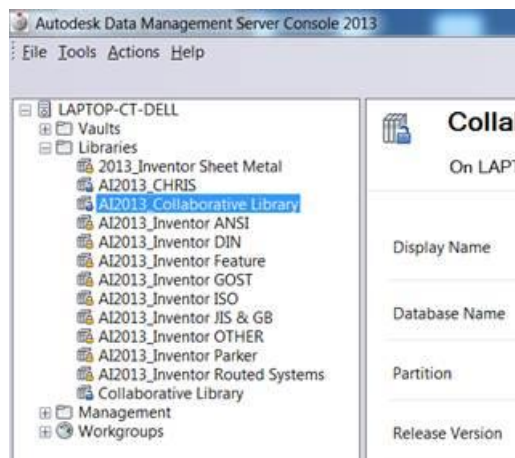 Autodesk Data Management Server Console 2013
File Tools Actions Help
LAPTOP-CT-DELL
Vaults
Libraries
2013_Inventor Sheet Metal
AI2013_CHRIS
AI2013_Collaborative Library
AI2013_Inventor ANSI
AI2013_Inventor DIN
AI2013_Inventor Feature
AI2013_Inventor GOST
AI2013_Inventor ISO
AI2013_Inventor JIS & GB
AI2013_Inventor OTHER
AI2013_Inventor Parker
AI2013_Inventor Routed Systems
Collaborative Library
Management
Workgroups
Colla
On LAPT
Display Name
Database Name
Partition
Release Version